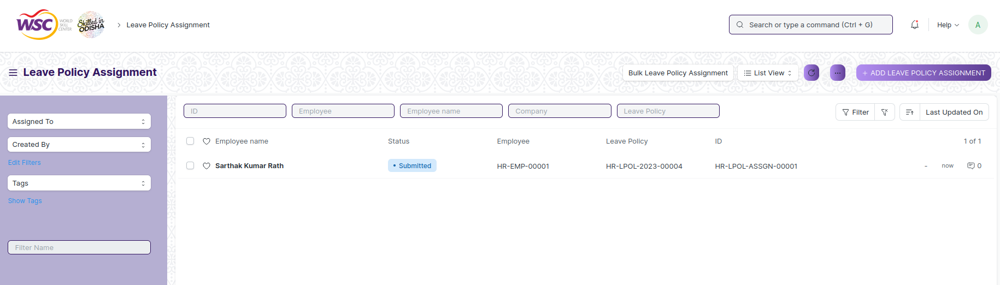 WSC WORLD SKILL CENTER
Skilled in ODISHA
Leave Policy Assignment
Search or type a command (Ctrl + G)
Help
A
Leave Policy Assignment
Bulk Leave Policy Assignment
List View
+ ADD LEAVE POLICY ASSIGNMENT
Assigned To
Created By
Edit Filters
Tags
Show Tags
Filter Name
ID
Employee
Employee name
Company
Leave Policy
Filter
Last Updated On
Employee name Status Employee Leave Policy ID 1 of 1
Sarthak Kumar Rath Submitted HR-EMP-00001 HR-LPOL-2023-00004 HR-LPOL-ASSGN-00001 - now 0